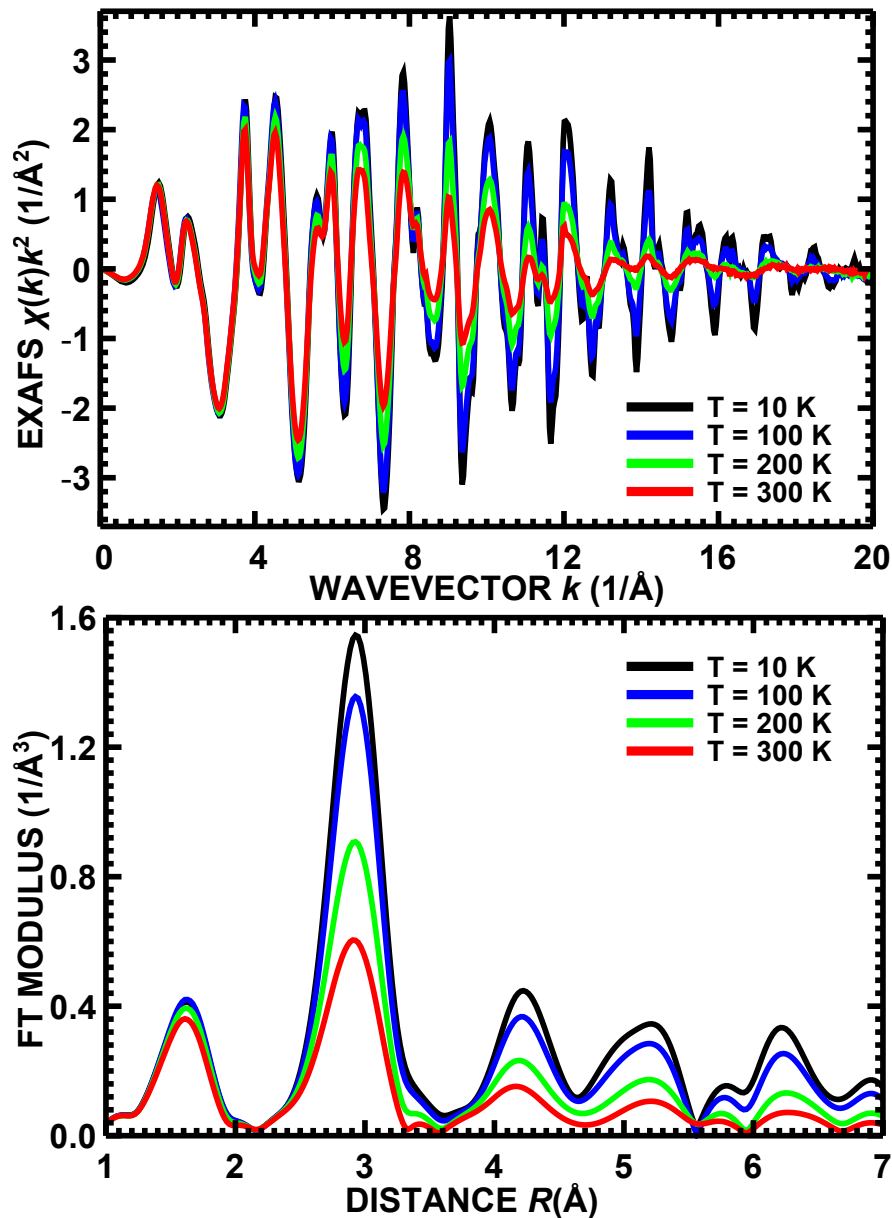 3
2
1
0
-1
-2
-3
EXAFS χ(k)k² (1/Å²)
T = 10 K
T = 100 K
T = 200 K
T = 300 K
0 4 8 12 16 20
WAVEVECTOR k (1/Å)
1.6
1.2
0.8
0.4
0.0
FT MODULUS (1/Å³)
T = 10 K
T = 100 K
T = 200 K
T = 300 K
1 2 3 4 5 6 7
DISTANCE R(Å)